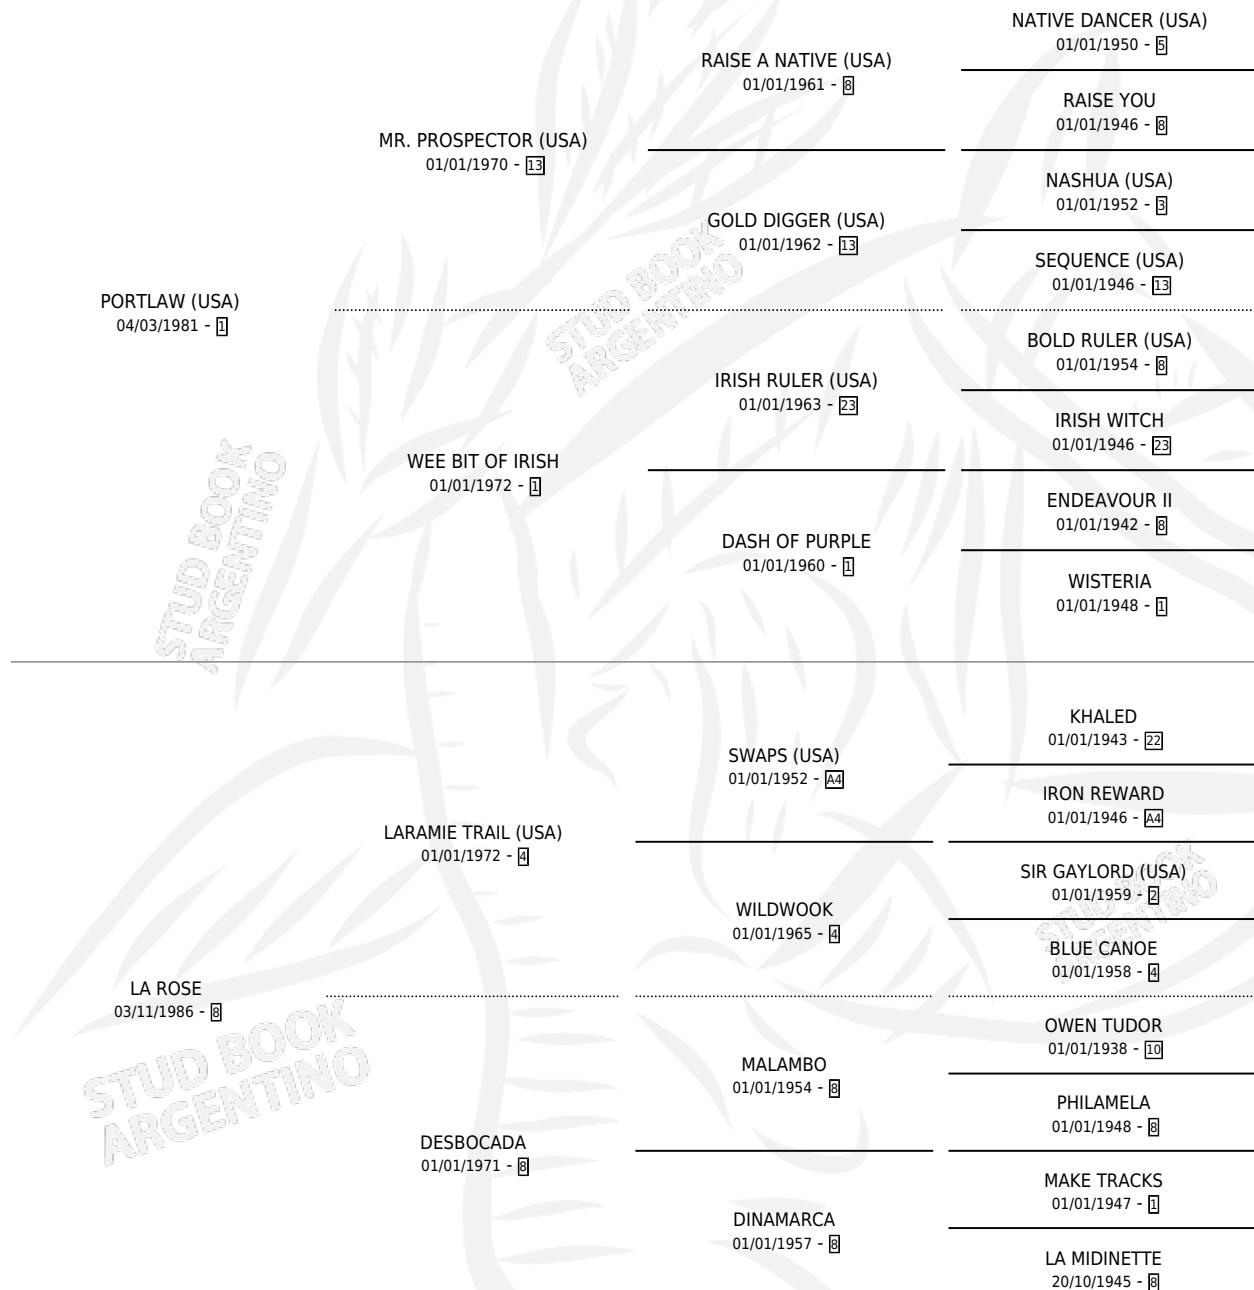 NATIVE DANCER (USA)
01/01/1950 - 5
RAISE A NATIVE (USA)
01/01/1961 - 8
RAISE YOU
01/01/1946 - 8
MR. PROSPECTOR (USA)
01/01/1970 - 13
NASHUA (USA)
01/01/1952 - 3
GOLD DIGGER (USA)
01/01/1962 - 13
SEQUENCE (USA)
01/01/1946 - 13
PORTLAW (USA)
04/03/1981 - 1
STUD BOOK
ARGENTINO
BOLD RULER (USA)
01/01/1954 - 8
IRISH RULER (USA)
01/01/1963 - 23
IRISH WITCH
01/01/1946 - 23
WEE BIT OF IRISH
01/01/1972 - 1
ENDEAVOUR II
01/01/1942 - 8
DASH OF PURPLE
01/01/1960 - 1
WISTERIA
01/01/1948 - 1
STUD BOOK
ARGENTINO
KHALED
01/01/1943 - 22
SWAPS (USA)
01/01/1952 - A4
IRON REWARD
01/01/1946 - A4
LARAMIE TRAIL (USA)
01/01/1972 - 4
SIR GAYLORD (USA)
01/01/1959 - 2
WILDWOOK
01/01/1965 - 4
STUD BOOK
ARGENTINO
BLUE CANOE
01/01/1958 - 4
LA ROSE
03/11/1986 - 8
OWEN TUDOR
01/01/1938 - 10
STUD BOOK
ARGENTINO
MALAMBO
01/01/1954 - 8
PHILAMELA
01/01/1948 - 8
DESBOCADA
01/01/1971 - 8
MAKE TRACKS
01/01/1947 - 1
DINAMARCA
01/01/1957 - 8
LA MIDINETTE
20/10/1945 - 8